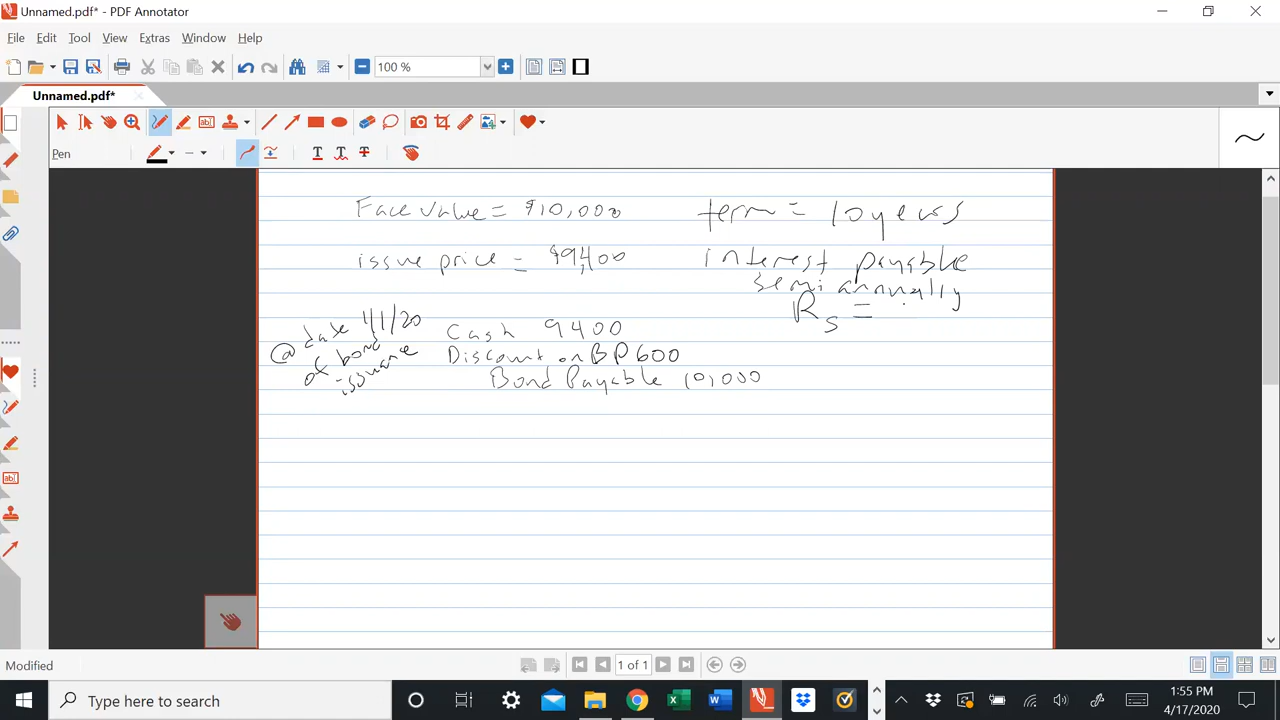 Unnamed.pdf* - PDF Annotator
File Edit Tool View Extras Window Help
100 %
Unnamed.pdf*
Pen
Face value = $10,000
term = 10 years
issue price = $9,400
interest payable
semi annually
Rs =
@ date 1/1/20
of bond
issuance
Cash 9400
Discount on BP 600
Bond Payable 10,000
1 of 1
Modified
Type here to search
1:55 PM
4/17/2020